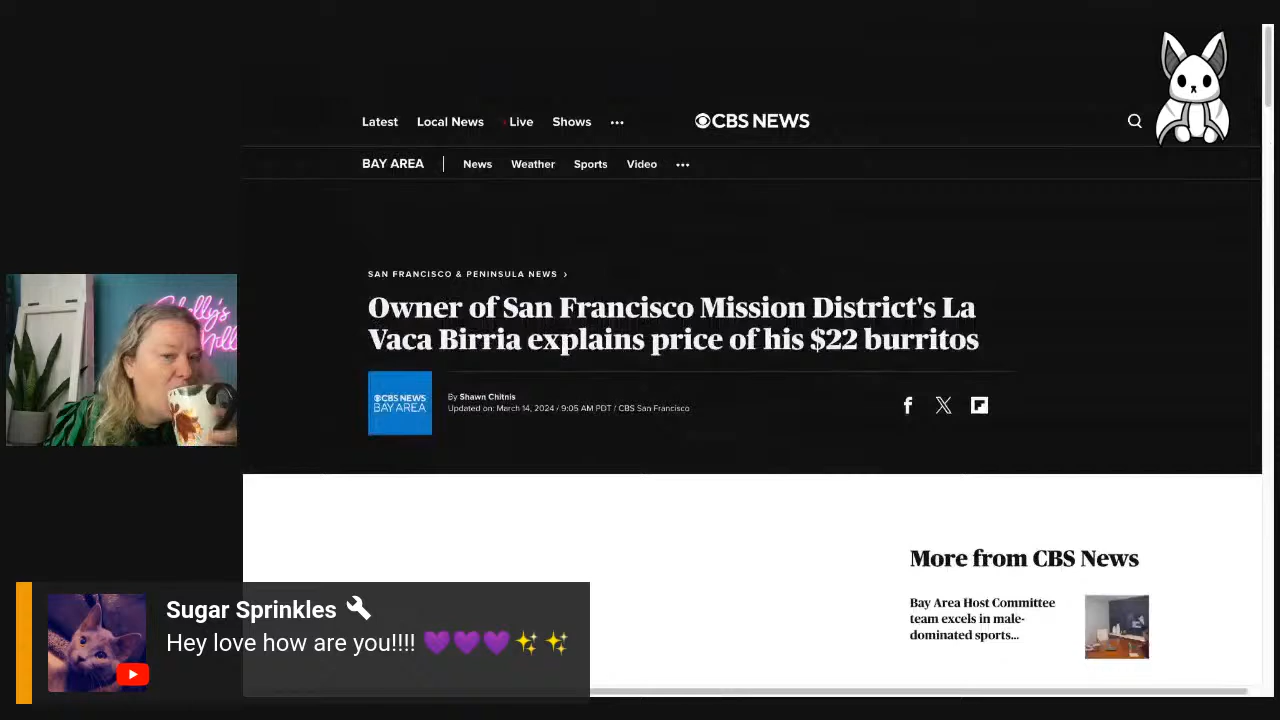 Latest Local News Live Shows ...
CBS NEWS
BAY AREA News Weather Sports Video ...
SAN FRANCISCO & PENINSULA NEWS ›
Owner of San Francisco Mission District's La
Vaca Birria explains price of his $22 burritos
CBS NEWS
BAY AREA
By Shawn Chitnis
Updated on: March 14, 2024 / 9:05 AM PDT / CBS San Francisco
More from CBS News
Bay Area Host Committee
team excels in male-
dominated sports...
Sugar Sprinkles
Hey love how are you!!!! 💜💜💜✨✨